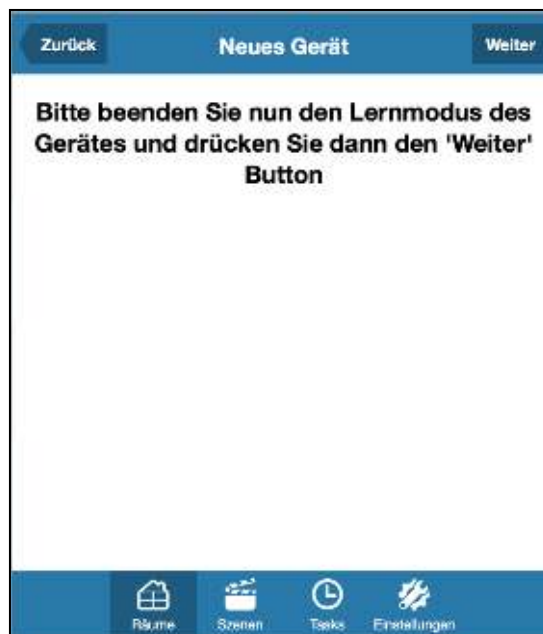 Zurück Neues Gerät Weiter
Bitte beenden Sie nun den Lernmodus des
Gerätes und drücken Sie dann den 'Weiter'
Button
Räume Szenen Tasks Einstellungen